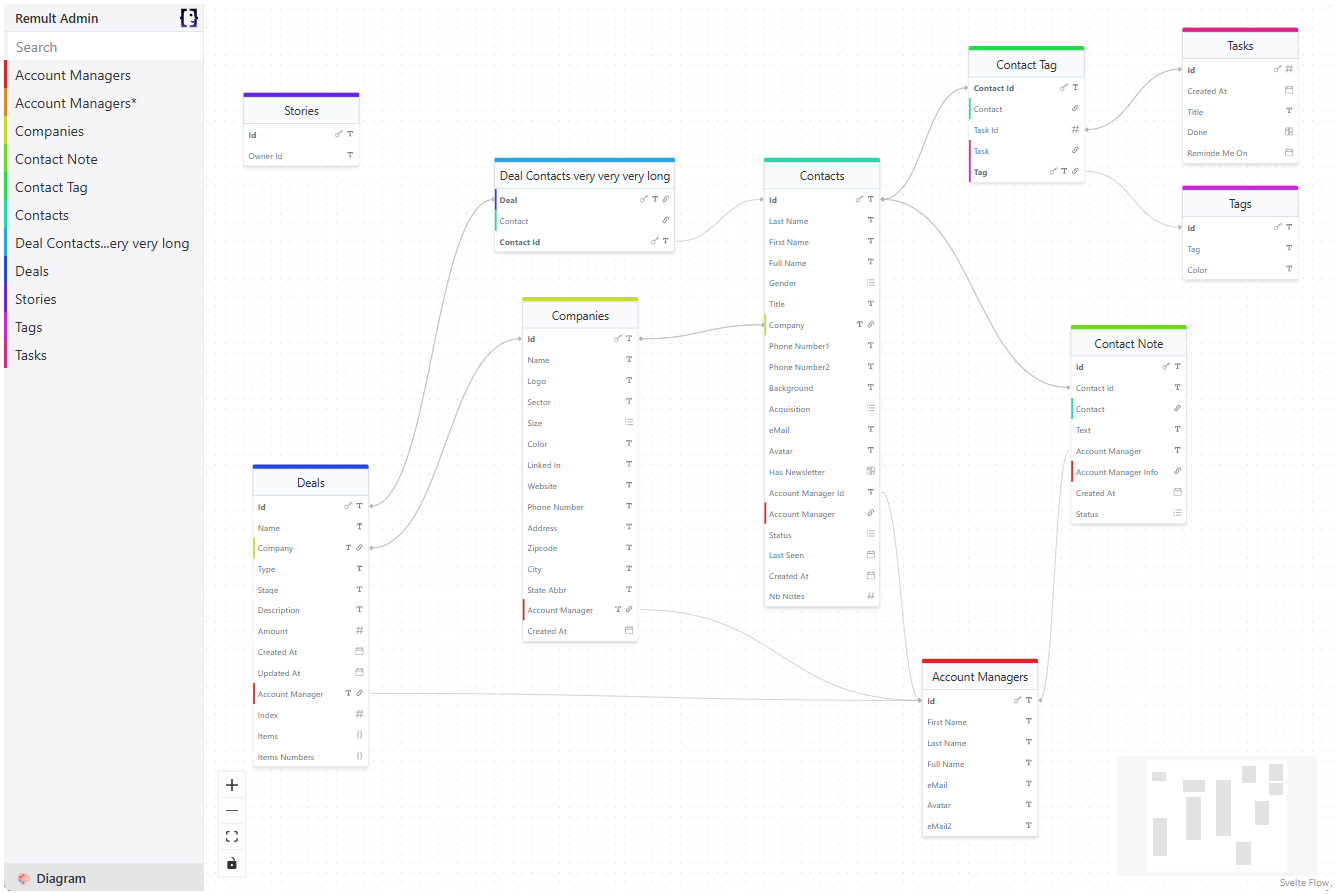 Remult Admin
Search
Account Managers
Account Managers*
Companies
Contact Note
Contact Tag
Contacts
Deal Contacts...ery very long
Deals
Stories
Tags
Tasks
Diagram
Stories
Id
Owner Id
Deal Contacts very very very long
Deal
Contact
Contact Id
Companies
Id
Name
Logo
Sector
Size
Color
Linked In
Website
Phone Number
Address
Zipcode
City
State Abbr
Account Manager
Created At
Deals
Id
Name
Company
Type
Stage
Description
Amount
Created At
Updated At
Account Manager
Index
Items
Items Numbers
Contacts
Id
Last Name
First Name
Full Name
Gender
Title
Company
Phone Number1
Phone Number2
Background
Acquisition
eMail
Avatar
Has Newsletter
Account Manager Id
Account Manager
Status
Last Seen
Created At
Nb Notes
Contact Tag
Contact Id
Contact
Task Id
Task
Tag
Tasks
Id
Created At
Title
Done
Reminde Me On
Tags
Id
Tag
Color
Contact Note
Id
Contact Id
Contact
Text
Account Manager
Account Manager Info
Created At
Status
Account Managers
Id
First Name
Last Name
Full Name
eMail
Avatar
eMail2
Svelte Flow